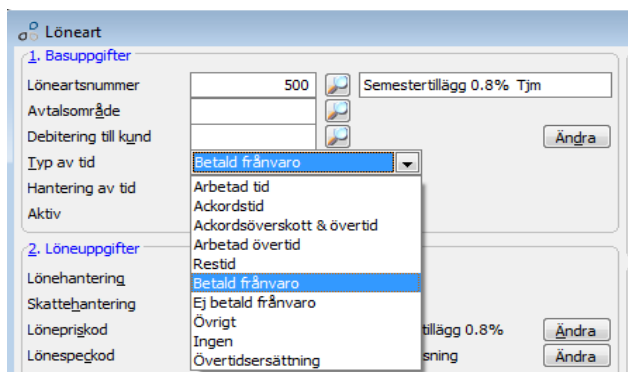 Löneart
1. Basuppgifter
Löneartsnummer 500 Semestertillägg 0.8% Tjm
Avtalsområde
Debitering till kund Ändra
Typ av tid Betald frånvaro
Hantering av tid Arbetad tid
Ackordstid
Aktiv Ackordsöverskott & övertid
Arbetad övertid
2. Löneuppgifter Restid
Lönehantering Betald frånvaro
Skattehantering Ej betald frånvaro
Lönepriskod Övrigt tillägg 0.8% Ändra
Ingen
Lönespeckod Övertidsersättning sning Ändra